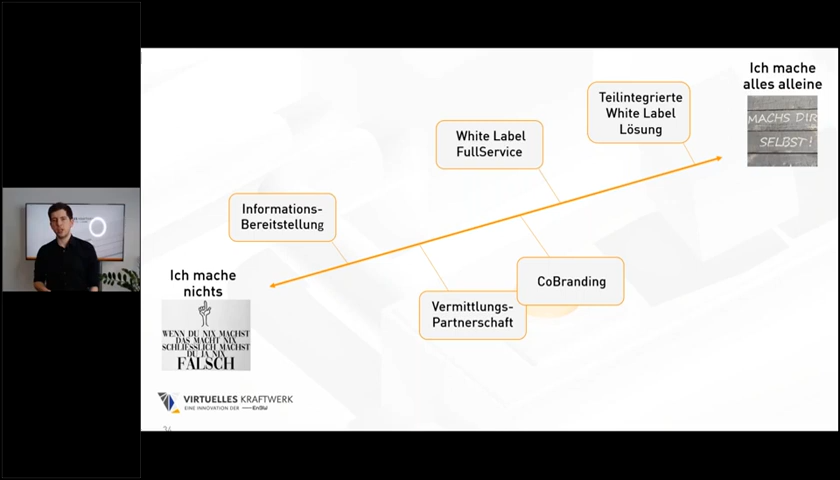 Ich mache
alles alleine
MACHS DIR
SELBST!
Teilintegrierte
White Label
Lösung
White Label
FullService
Informations-
Bereitstellung
CoBranding
Vermittlungs-
Partnerschaft
Ich mache
nichts
WENN DU NIX MACHST
DAS MACHT NIX
SCHLIESSLICH MACHST
DU JA NIX
FALSCH
VIRTUELLES KRAFTWERK
EINE INNOVATION DER EnBW